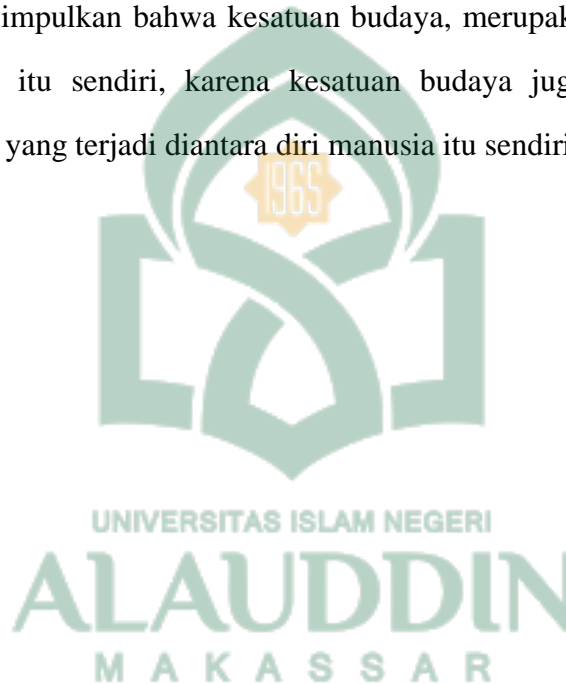 impulkan bahwa kesatuan budaya, merupak
itu sendiri, karena kesatuan budaya jug
yang terjadi diantara diri manusia itu sendiri
1965
UNIVERSITAS ISLAM NEGERI
ALAUDDIN
MAKASSAR